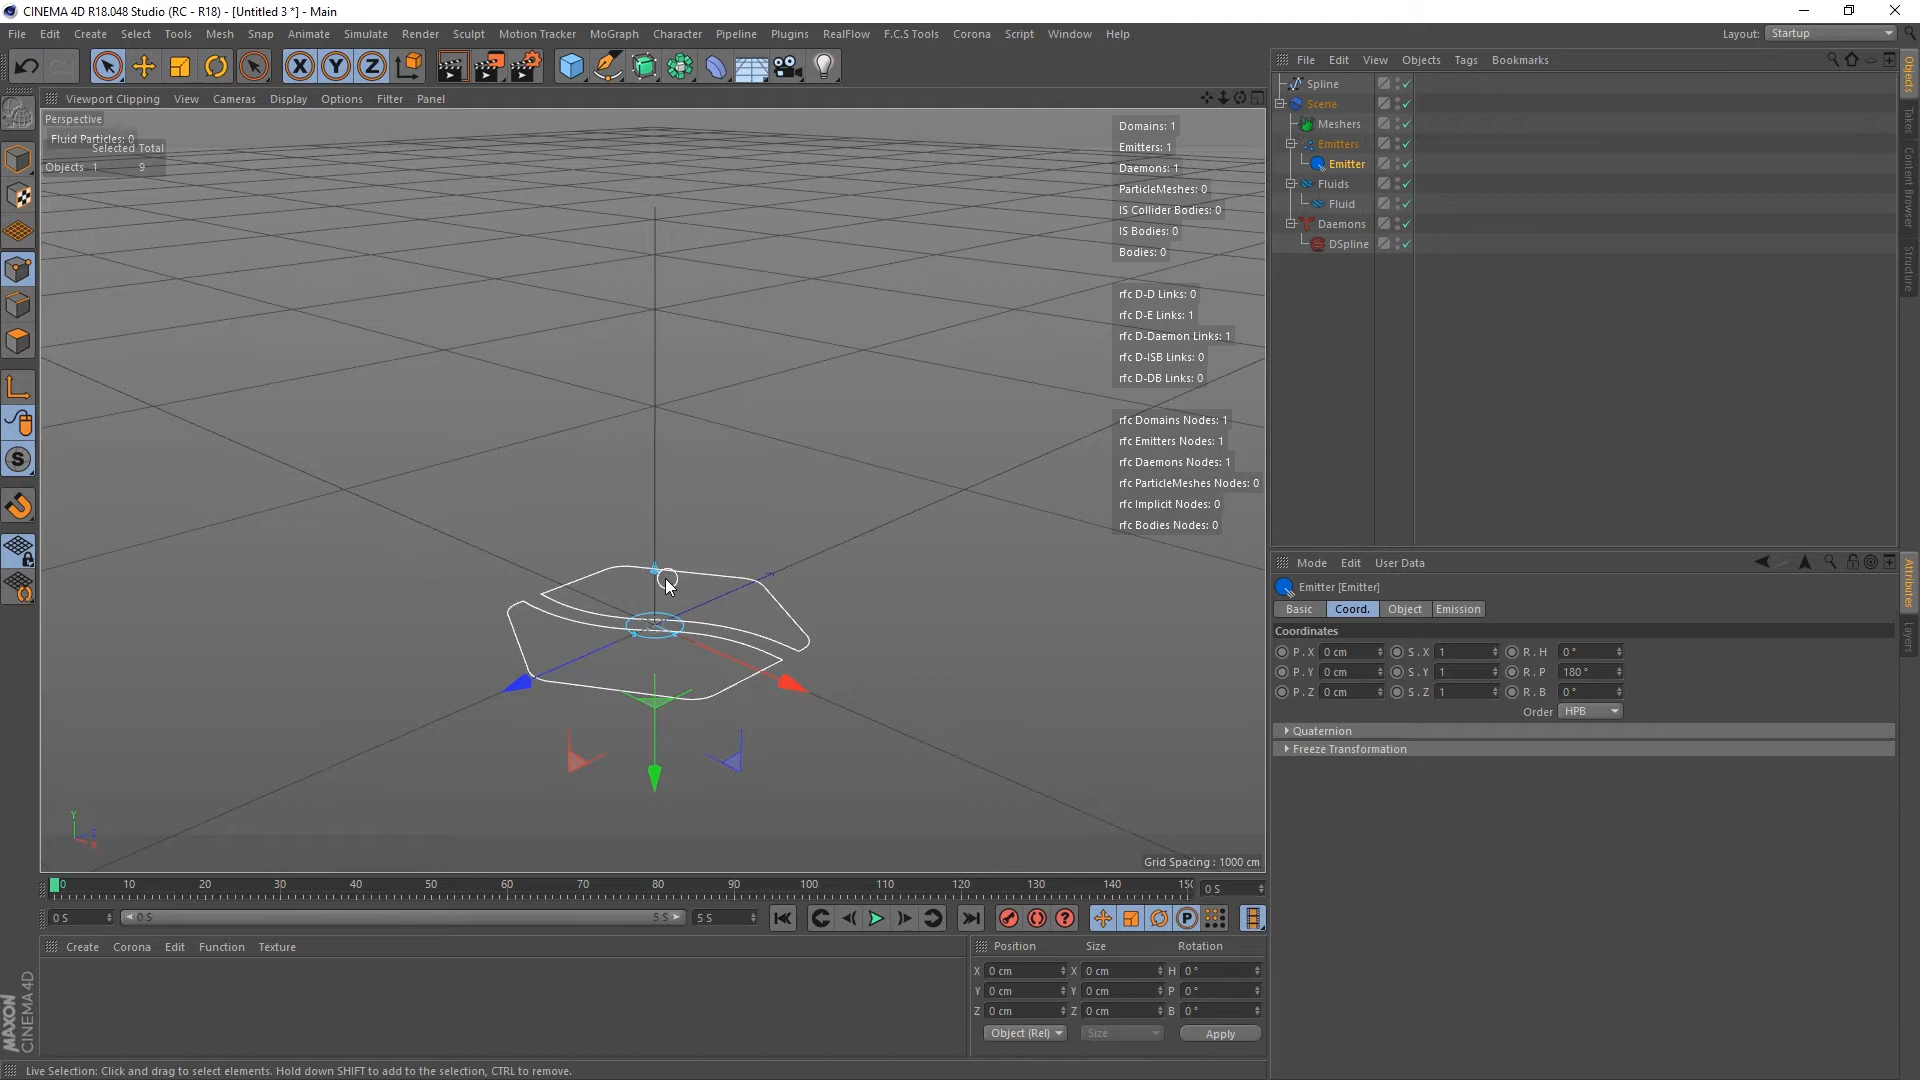 CINEMA 4D R18.048 Studio (RC - R18) - [Untitled 3 *] - Main
File Edit Create Select Tools Mesh Snap Animate Simulate Render Sculpt Motion Tracker MoGraph Character Pipeline Plugins RealFlow F.C.S Tools Corona Script Window Help
Layout: Startup
X Y Z
File Edit View Objects Tags Bookmarks
Viewport Clipping View Cameras Display Options Filter Panel
Perspective
Fluid Particles: 0
Selected Total
Objects 1 9
Domains: 1
Emitters: 1
Daemons: 1
ParticleMeshes: 0
IS Collider Bodies: 0
IS Bodies: 0
Bodies: 0
rfc D-D Links: 0
rfc D-E Links: 1
rfc D-Daemon Links: 1
rfc D-ISB Links: 0
rfc D-DB Links: 0
rfc Domains Nodes: 1
rfc Emitters Nodes: 1
rfc Daemons Nodes: 1
rfc ParticleMeshes Nodes: 0
rfc Implicit Nodes: 0
rfc Bodies Nodes: 0
Y
Z
X
Grid Spacing : 1000 cm
Spline
Scene
Meshers
Emitters
Emitter
Fluids
Fluid
Daemons
DSpline
Objects
Takes
Content Browser
Structure
Mode Edit User Data
Emitter [Emitter]
Basic Coord. Object Emission
Coordinates
P . X 0 cm S . X 1 R . H 0 °
P . Y 0 cm S . Y 1 R . P 180 °
P . Z 0 cm S . Z 1 R . B 0 °
Order HPB
Quaternion
Freeze Transformation
Attributes
Layers
0 10 20 30 40 50 60 70 80 90 100 110 120 130 140 150 0 S
0 S 0 S 5 S 5 S
P
Create Corona Edit Function Texture
Position Size Rotation
X 0 cm X 0 cm H 0 °
Y 0 cm Y 0 cm P 0 °
Z 0 cm Z 0 cm B 0 °
Object (Rel) Size Apply
MAXON
CINEMA 4D
Live Selection: Click and drag to select elements. Hold down SHIFT to add to the selection, CTRL to remove.